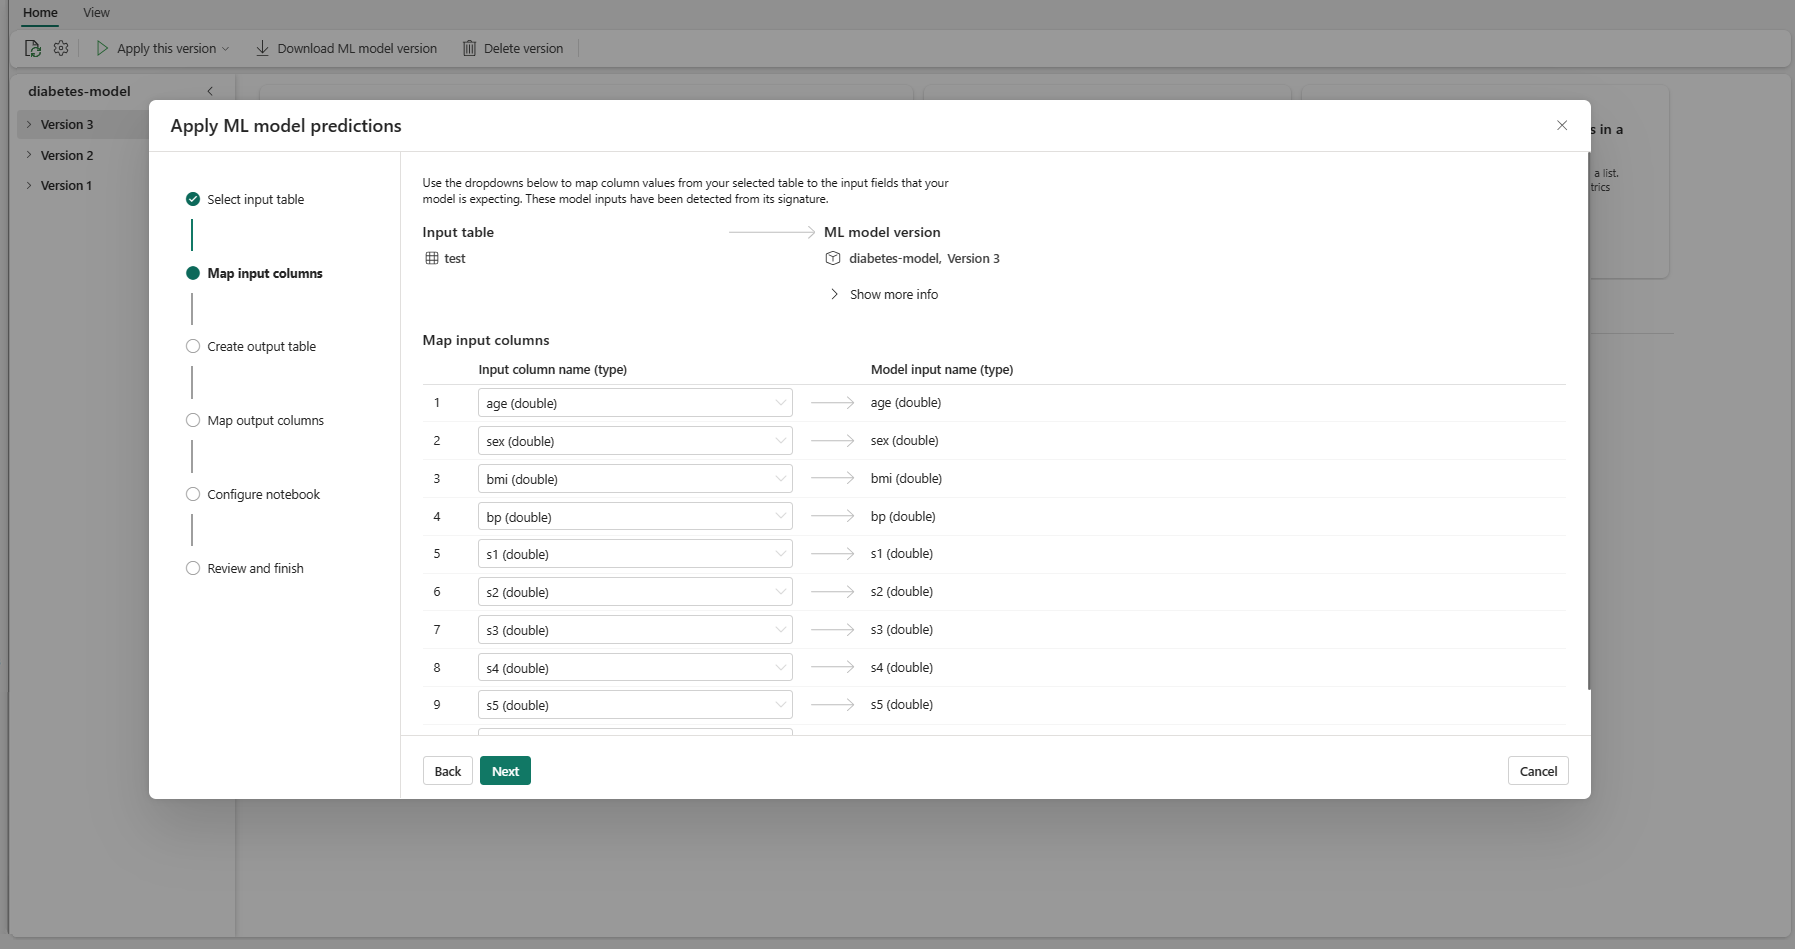 Home View
Apply this version Download ML model version Delete version
diabetes-model
Version 3
Version 2
Version 1
s in a
a list.
trics
Apply ML model predictions
Select input table
Map input columns
Create output table
Map output columns
Configure notebook
Review and finish
Use the dropdowns below to map column values from your selected table to the input fields that your
model is expecting. These model inputs have been detected from its signature.
Input table ML model version
test diabetes-model, Version 3
Show more info
Map input columns
Input column name (type) Model input name (type)
1 age (double) age (double)
2 sex (double) sex (double)
3 bmi (double) bmi (double)
4 bp (double) bp (double)
5 s1 (double) s1 (double)
6 s2 (double) s2 (double)
7 s3 (double) s3 (double)
8 s4 (double) s4 (double)
9 s5 (double) s5 (double)
Back Next Cancel